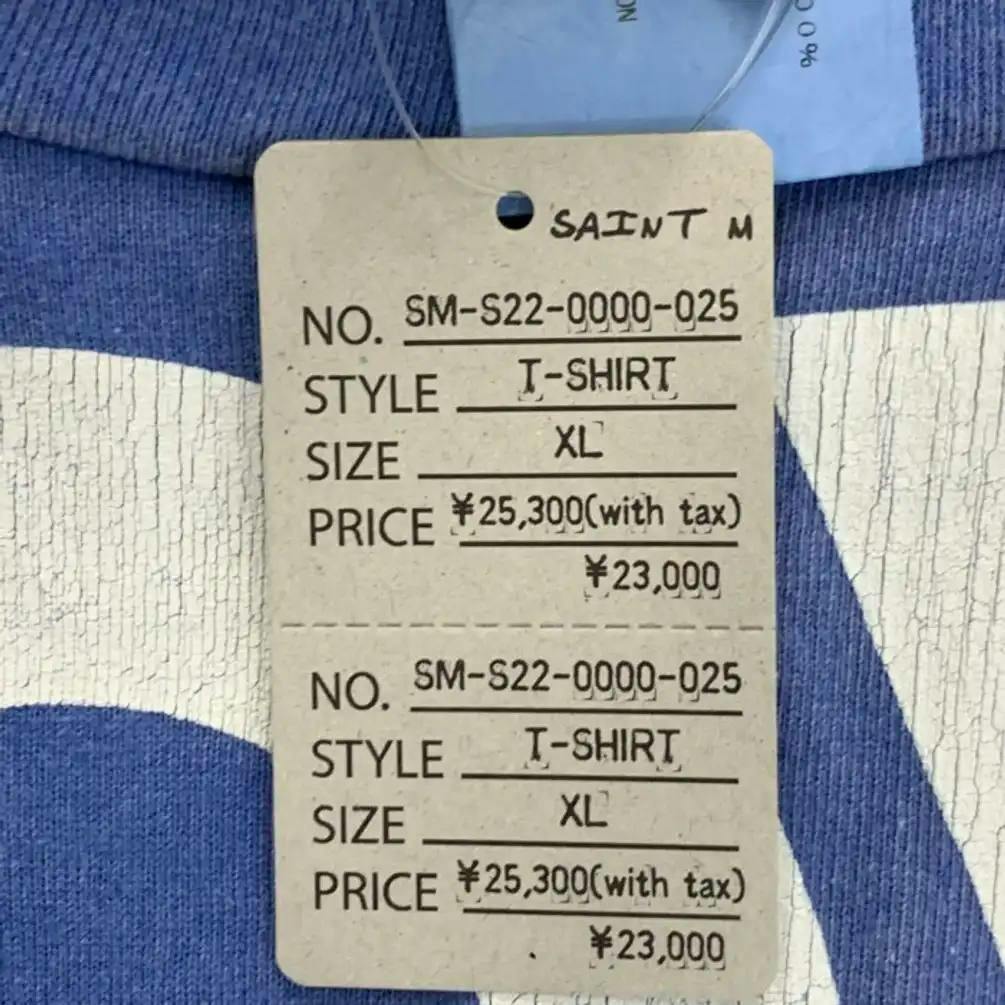 SAINT M
NO. SM-S22-0000-025
STYLE T-SHIRT
SIZE XL
PRICE ¥25,300(with tax)
¥23,000
NO. SM-S22-0000-025
STYLE T-SHIRT
SIZE XL
PRICE ¥25,300(with tax)
¥23,000